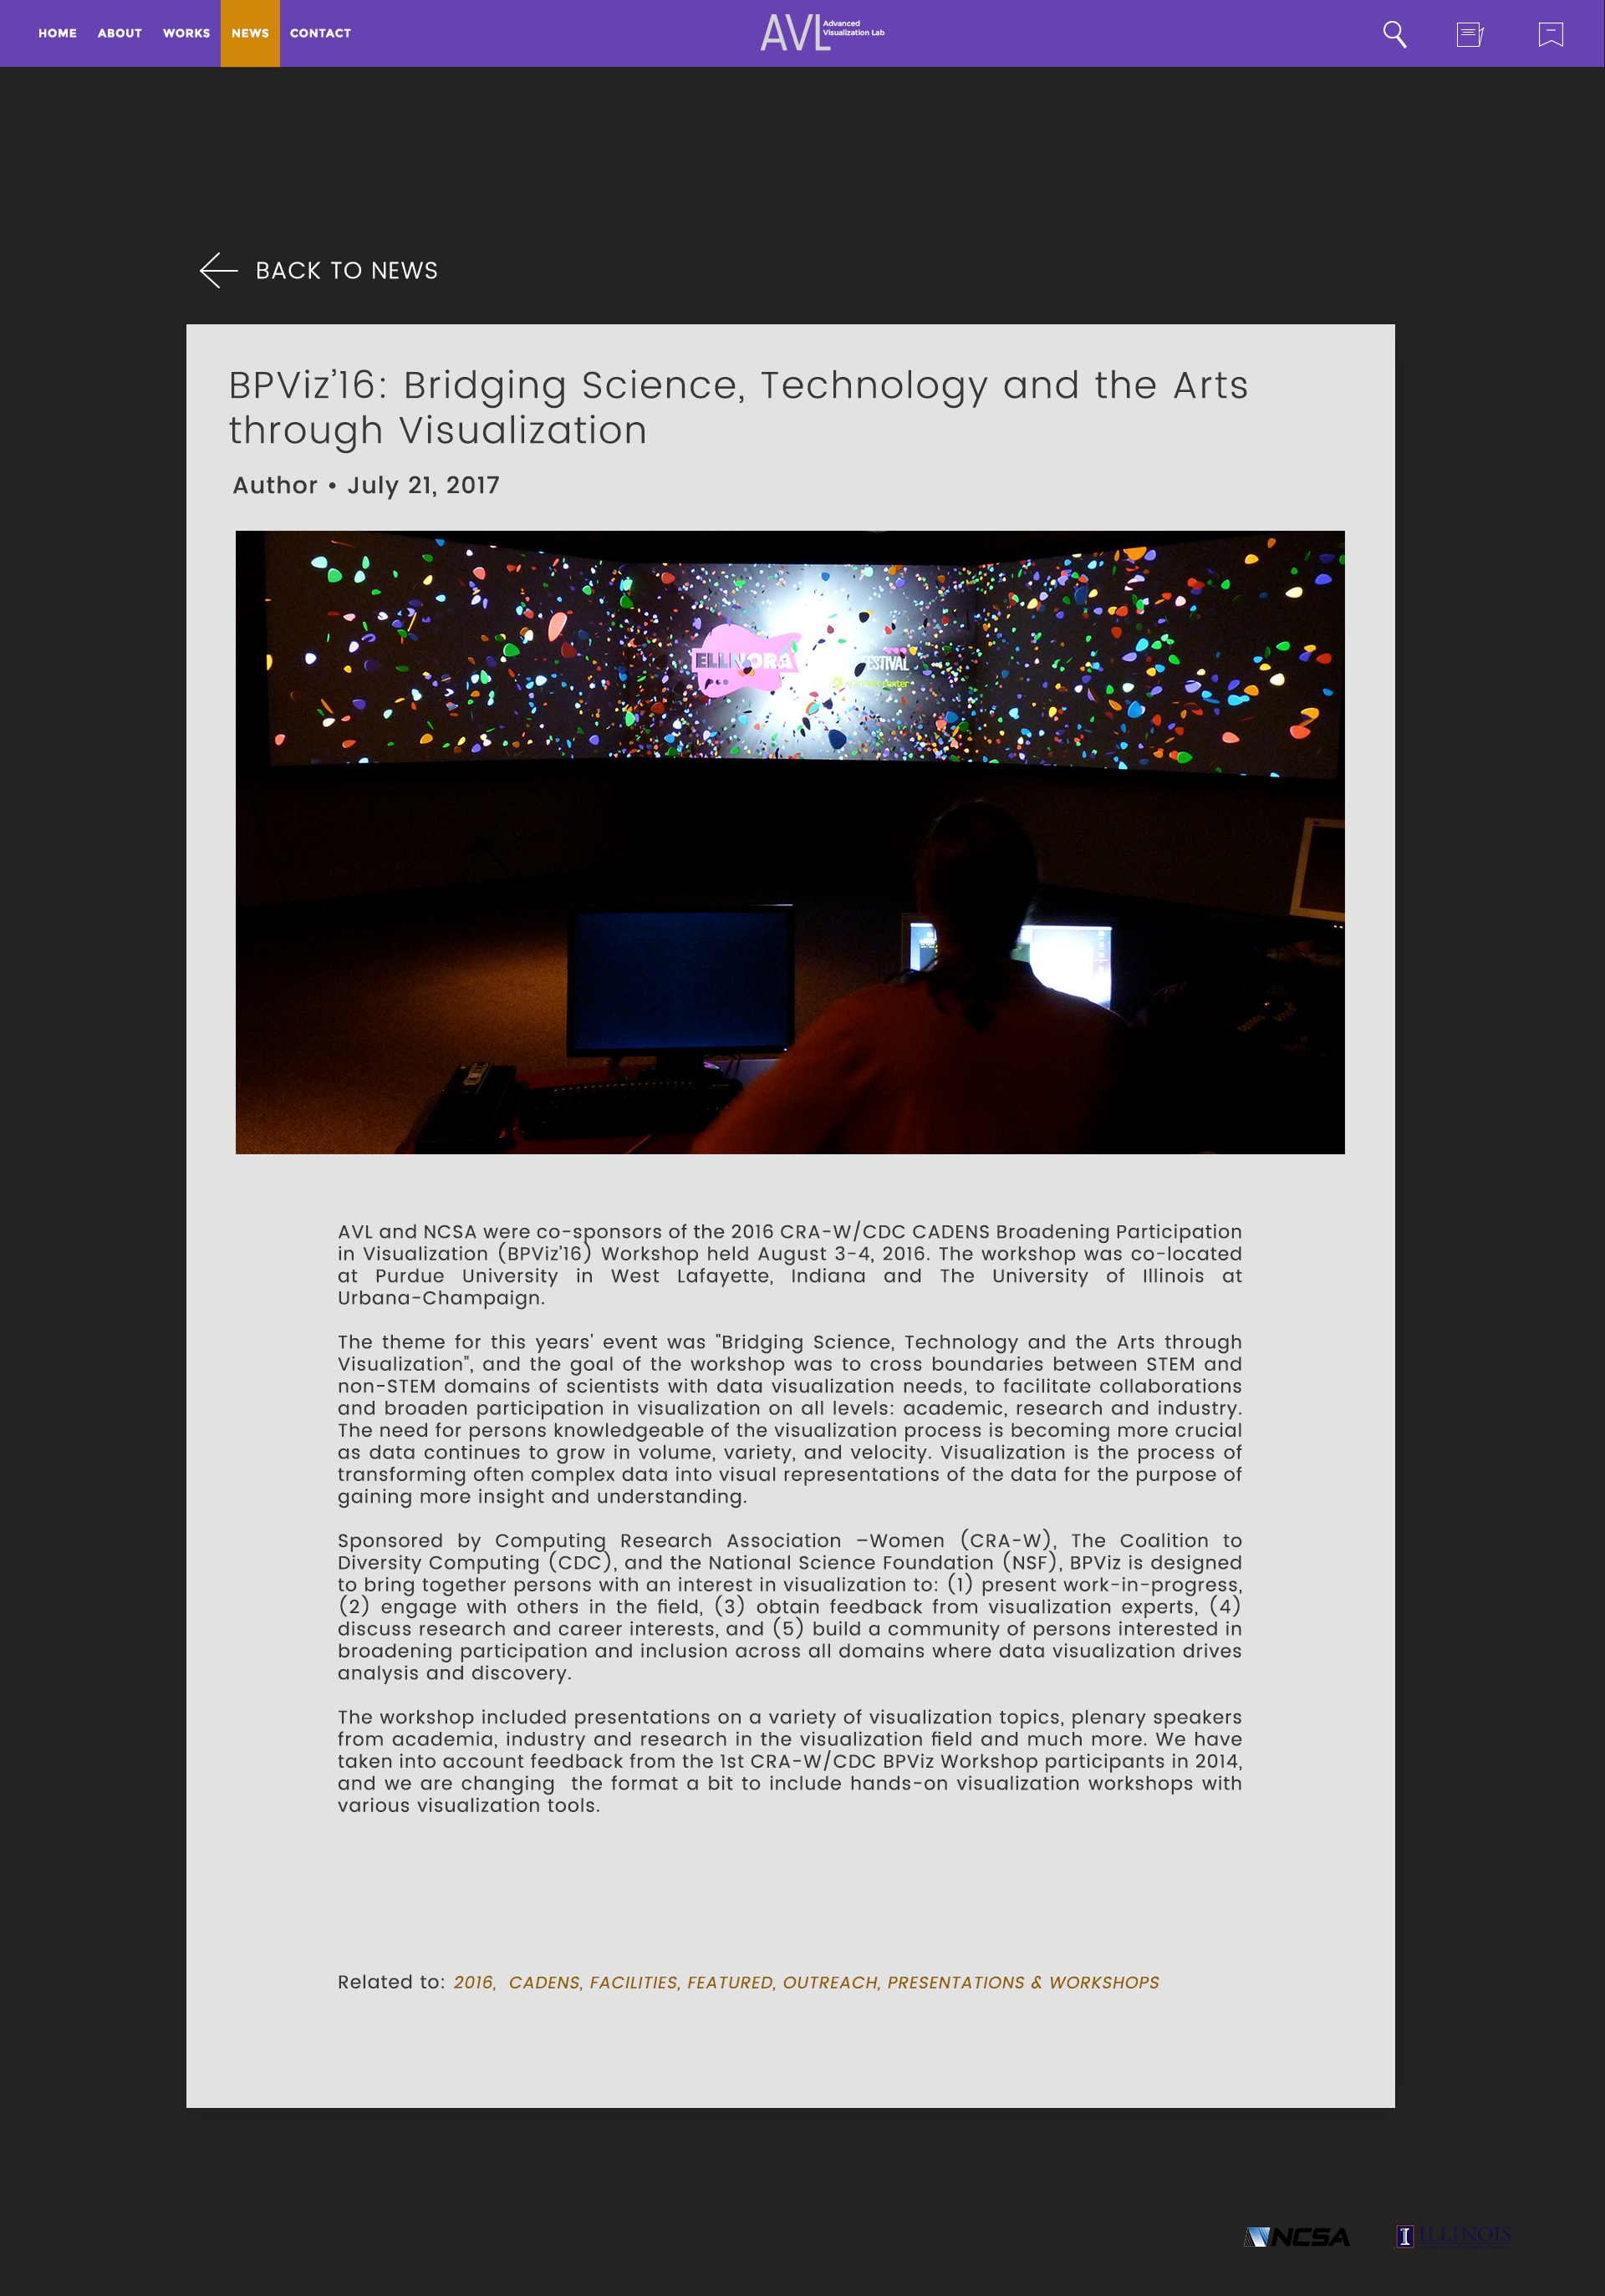 HOME ABOUT WORKS NEWS CONTACT
AVL
Advanced
Visualization Lab
BACK TO NEWS
BPViz’16: Bridging Science, Technology and the Arts
through Visualization
Author • July 21, 2017
ELLNORA
ESTIVAL
AVL and NCSA were co-sponsors of the 2016 CRA-W/CDC CADENS Broadening Participation
in Visualization (BPViz'16) Workshop held August 3-4, 2016. The workshop was co-located
at Purdue University in West Lafayette, Indiana and The University of Illinois at
Urbana-Champaign.
The theme for this years' event was "Bridging Science, Technology and the Arts through
Visualization", and the goal of the workshop was to cross boundaries between STEM and
non-STEM domains of scientists with data visualization needs, to facilitate collaborations
and broaden participation in visualization on all levels: academic, research and industry.
The need for persons knowledgeable of the visualization process is becoming more crucial
as data continues to grow in volume, variety, and velocity. Visualization is the process of
transforming often complex data into visual representations of the data for the purpose of
gaining more insight and understanding.
Sponsored by Computing Research Association –Women (CRA-W), The Coalition to
Diversity Computing (CDC), and the National Science Foundation (NSF), BPViz is designed
to bring together persons with an interest in visualization to: (1) present work-in-progress,
(2) engage with others in the field, (3) obtain feedback from visualization experts, (4)
discuss research and career interests, and (5) build a community of persons interested in
broadening participation and inclusion across all domains where data visualization drives
analysis and discovery.
The workshop included presentations on a variety of visualization topics, plenary speakers
from academia, industry and research in the visualization field and much more. We have
taken into account feedback from the 1st CRA-W/CDC BPViz Workshop participants in 2014,
and we are changing  the format a bit to include hands-on visualization workshops with
various visualization tools.
Related to: 2016,  CADENS, FACILITIES, FEATURED, OUTREACH, PRESENTATIONS & WORKSHOPS
NCSA
I ILLINOIS